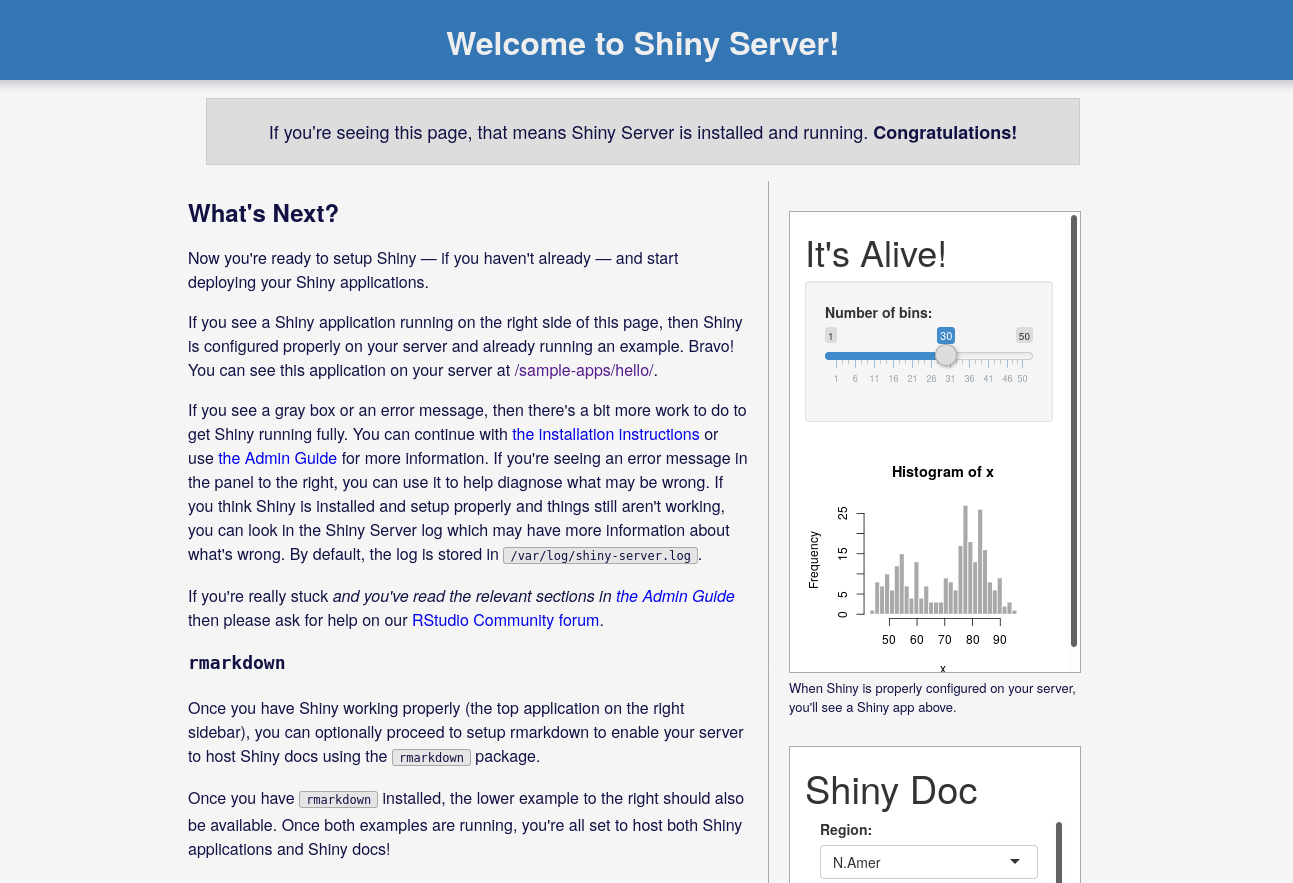 Welcome to Shiny Server!
If you're seeing this page, that means Shiny Server is installed and running. Congratulations!
What's Next?
Now you're ready to setup Shiny — if you haven't already — and start
deploying your Shiny applications.
If you see a Shiny application running on the right side of this page, then Shiny
is configured properly on your server and already running an example. Bravo!
You can see this application on your server at /sample-apps/hello/.
If you see a gray box or an error message, then there's a bit more work to do to
get Shiny running fully. You can continue with the installation instructions or
use the Admin Guide for more information. If you're seeing an error message in
the panel to the right, you can use it to help diagnose what may be wrong. If
you think Shiny is installed and setup properly and things still aren't working,
you can look in the Shiny Server log which may have more information about
what's wrong. By default, the log is stored in /var/log/shiny-server.log.
If you're really stuck and you've read the relevant sections in the Admin Guide
then please ask for help on our RStudio Community forum.
rmarkdown
Once you have Shiny working properly (the top application on the right
sidebar), you can optionally proceed to setup rmarkdown to enable your server
to host Shiny docs using the rmarkdown package.
Once you have rmarkdown installed, the lower example to the right should also
be available. Once both examples are running, you're all set to host both Shiny
applications and Shiny docs!
It's Alive!
Number of bins:
1 30 50
1 6 11 16 21 26 31 36 41 46 50
Histogram of x
Frequency
25
15
5
0
50 60 70 80 90
x
When Shiny is properly configured on your server,
you'll see a Shiny app above.
Shiny Doc
Region:
N.Amer